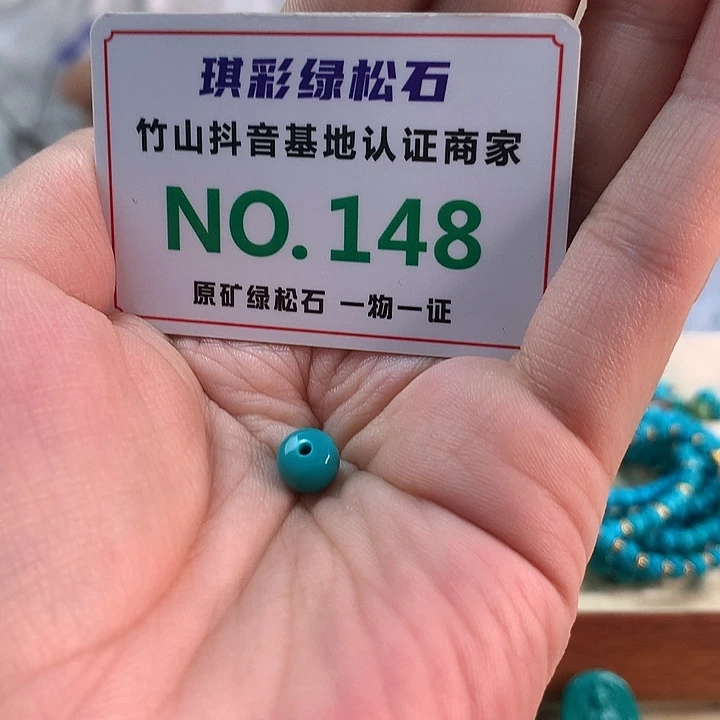 琪彩绿松石
竹山抖音基地认证商家
NO.148
原矿绿松石 一物一证